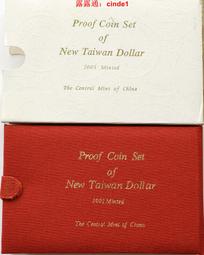 露露通：cinde1
Proof Coin Set
of
New Taiwan Dollar
2001 Minted
The Central Mint of China
Proof Coin Set
of
New Taiwan Dollar
2001 Minted
The Central Mint of China